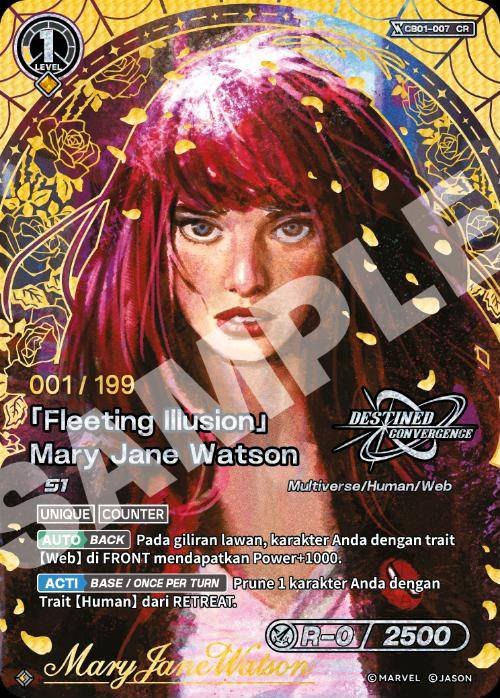 1
LEVEL
X CB01-007 CR
SAMPLE
001 / 199
「Fleeting Illusion」
Mary Jane Watson
DESTINED
CONVERGENCE
S1
Multiverse/Human/Web
UNIQUE COUNTER
AUTO BACK Pada giliran lawan, karakter Anda dengan trait
【Web】 di FRONT mendapatkan Power+1000.
ACT1 BASE / ONCE PER TURN Prune 1 karakter Anda dengan
Trait 【Human】 dari RETREAT.
R-0 / 2500
Mary Jane Watson
©MARVEL ©JASON